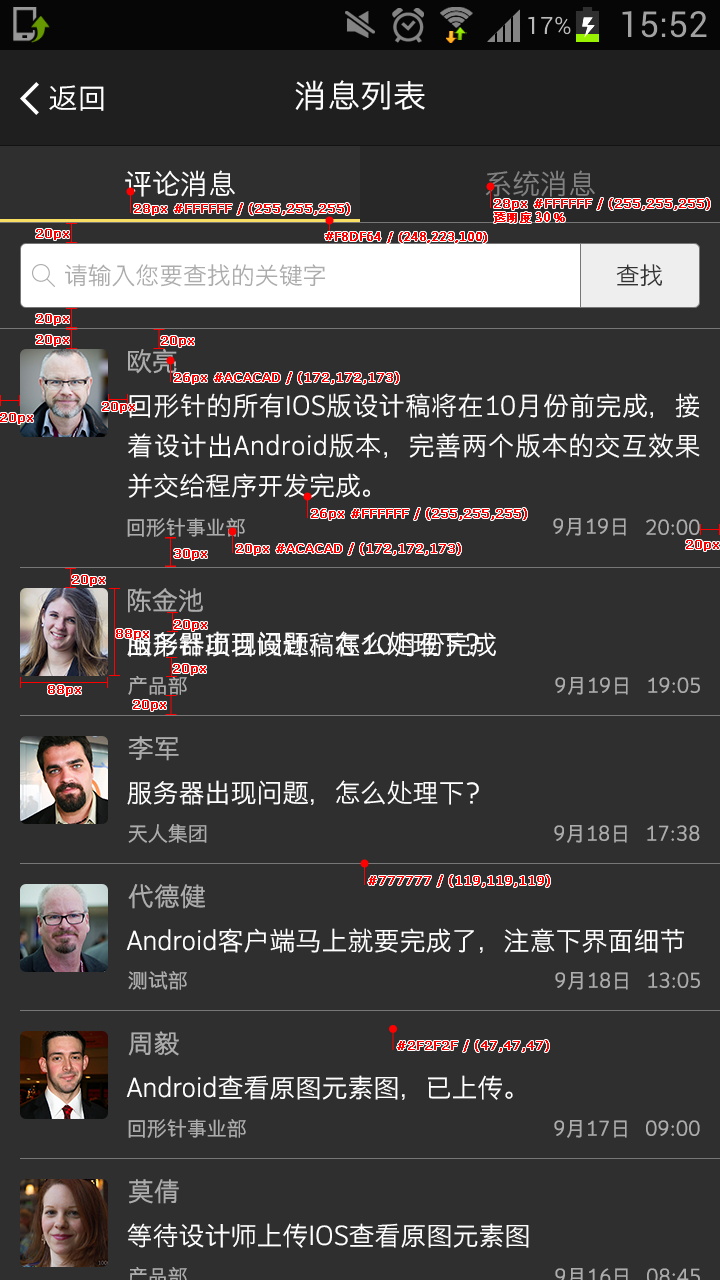 17% 15:52
返回 消息列表
评论消息 系统消息
28px #FFFFFF / (255,255,255) 28px #FFFFFF / (255,255,255)
透明度 30 %
20px #F8DF64 / (248,223,100)
请输入您要查找的关键字 查找
20px
20px 20px
欧亮
26px #ACACAD / (172,172,173)
20px 20px
回形针的所有IOS版设计稿将在10月份前完成，接
着设计出Android版本，完善两个版本的交互效果
并交给程序开发完成。
26px #FFFFFF / (255,255,255)
回形针事业部 9月19日 20:00
20px #ACACAD / (172,172,173) 20px
30px
20px
陈金池
20px
88px
服务器出现问题，怎么处理下？
20px
产品部 9月19日 19:05
88px
20px
李军
服务器出现问题，怎么处理下？
天人集团 9月18日 17:38
#777777 / (119,119,119)
代德健
Android客户端马上就要完成了，注意下界面细节
测试部 9月18日 13:05
周毅
#2F2F2F / (47,47,47)
Android查看原图元素图，已上传。
回形针事业部 9月17日 09:00
莫倩
等待设计师上传IOS查看原图元素图
产品部 9月16日 08:45